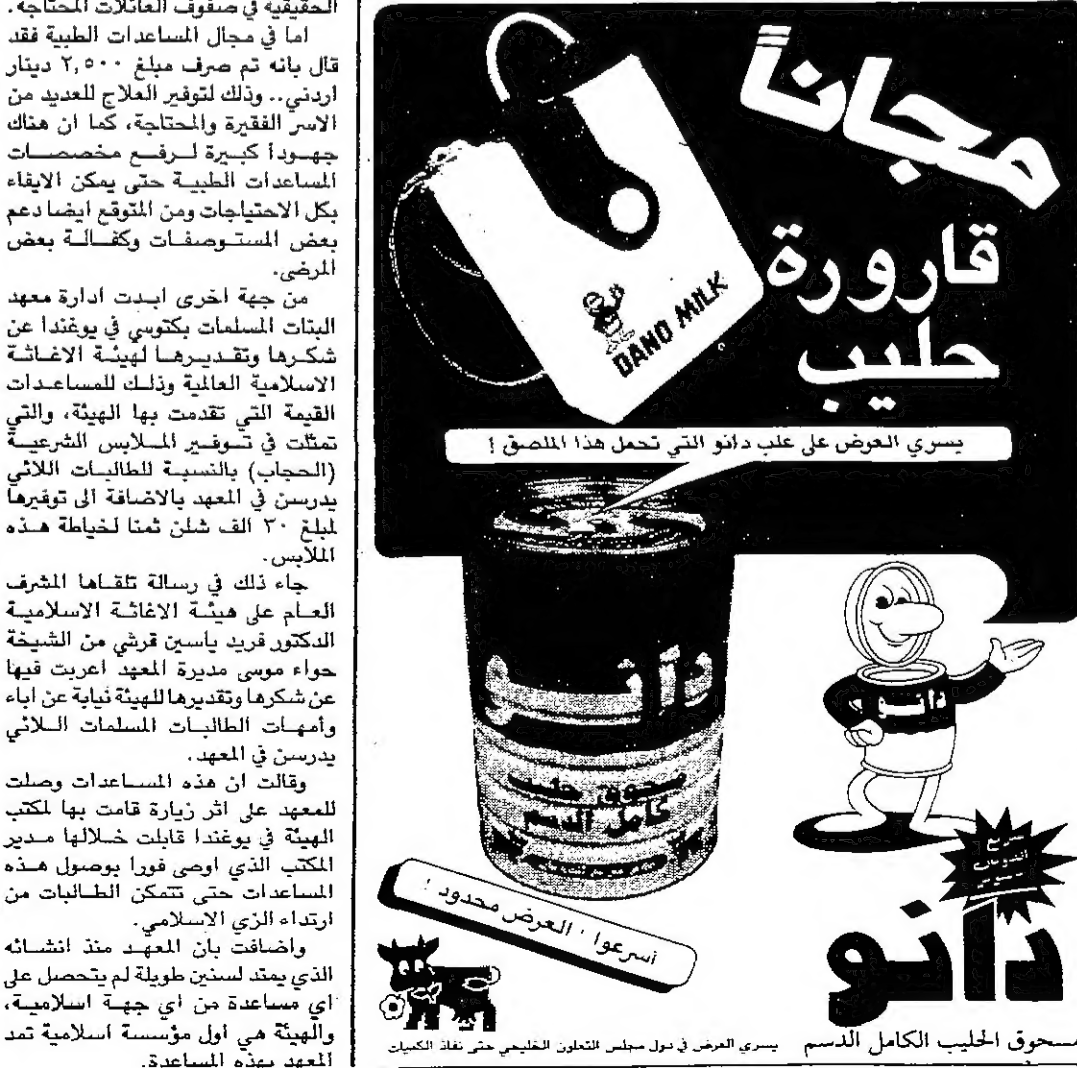 الحقيقية في صفوف العائلات المحتاجة.
اما في مجال المساعدات الطبية فقد
قال بانه تم صرف مبلغ ٢,٥٠٠ دينار
اردني.. وذلك لتوفير العلاج للعديد من
الاسر الفقيرة والمحتاجة، كما ان هناك
جهودا كبيرة لرفع مخصصات
المساعدات الطبية حتى يمكن الايفاء
بكل الاحتياجات ومن المتوقع ايضا دعم
بعض المستوصفات وكفالة بعض
المرضى.
من جهة اخرى ابدت ادارة معهد
البنات المسلمات بكتوسي في يوغندا عن
شكرها وتقديرها لهيئة الاغاثة
الاسلامية العالمية وذلك للمساعدات
القيمة التي تقدمت بها الهيئة، والتي
تمثلت في توفير الملابس الشرعية
(الحجاب) بالنسبة للطالبات اللائي
يدرسن في المعهد بالاضافة الى توفيرها
لمبلغ ٣٠ الف شلن ثمنا لخياطة هذه
الملابس.
جاء ذلك في رسالة تلقاها المشرف
العام على هيئة الاغاثة الاسلامية
الدكتور فريد ياسين قرشي من الشيخة
حواء موسى مديرة المعهد اعربت فيها
عن شكرها وتقديرها للهيئة نيابة عن اباء
وأمهات الطالبات المسلمات اللائي
يدرسن في المعهد.
وقالت ان هذه المساعدات وصلت
للمعهد على اثر زيارة قامت بها لمكتب
الهيئة في يوغندا قابلت خلالها مدير
المكتب الذي اوصى فورا بوصول هذه
المساعدات حتى تتمكن الطالبات من
ارتداء الزي الاسلامي.
واضافت بان المعهد منذ انشائه
الذي يمتد لسنين طويلة لم يتحصل على
اي مساعدة من اي جهة اسلامية،
والهيئة هي اول مؤسسة اسلامية تمد
المعهد بهذه المساعدة.
مجاناً
قارورة
حليب
DANO MILK
يسري العرض على علب دانو التي تحمل هذا الملصق !
دانو
مسحوق حليب
كامل الدسم
دانو
اسرعوا ! العرض محدود !
سريع
الذوبان
دانو
مسحوق الحليب الكامل الدسم
يسري العرض في دول مجلس التعاون الخليجي حتى نفاذ الكميات